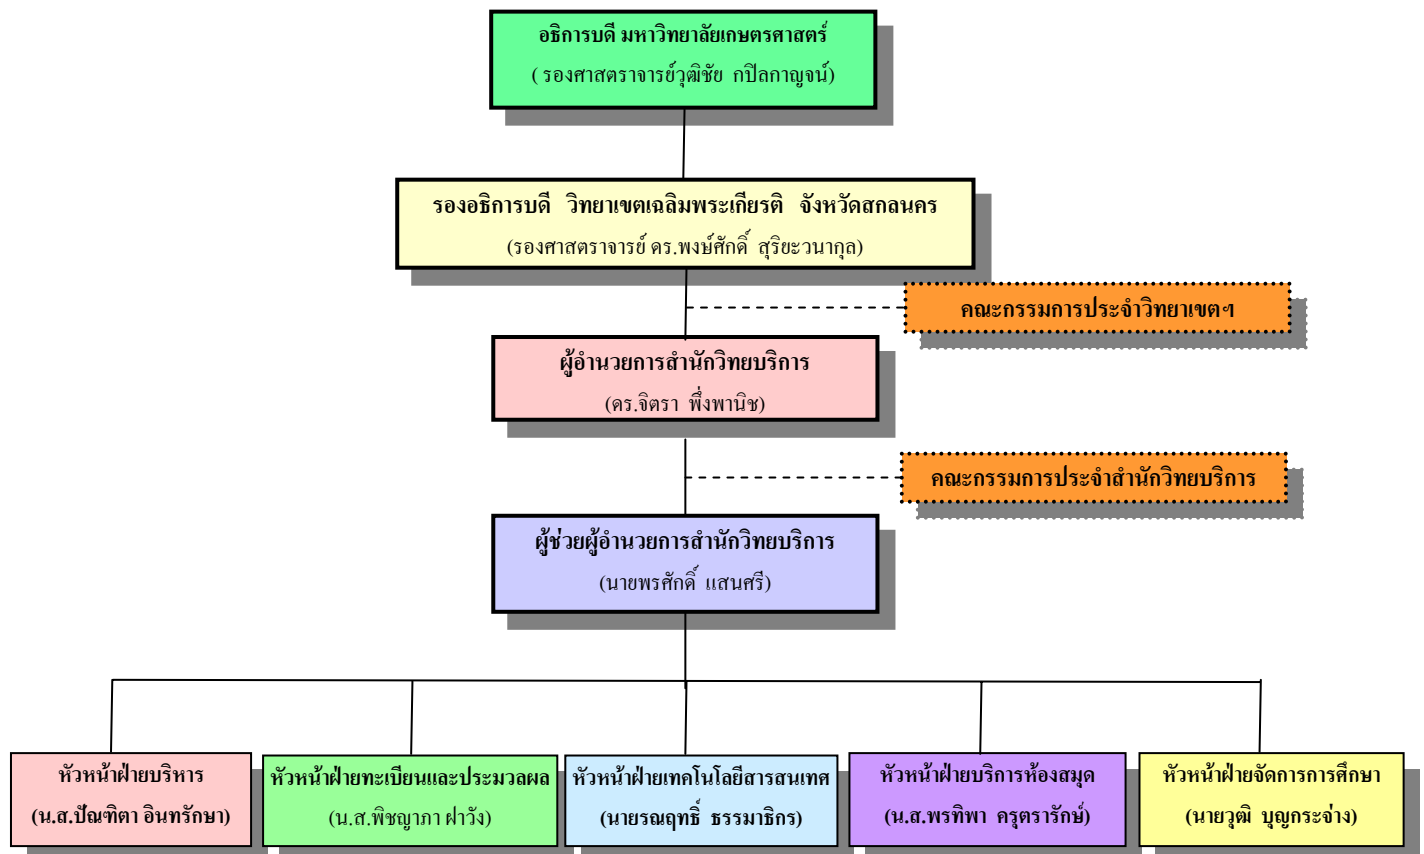 อธิการบดี มหาวิทยาลัยเกษตรศาสตร์
( รองศาสตราจารย์วุฒิชัย กปิลกาญจน์)
รองอธิการบดี วิทยาเขตเฉลิมพระเกียรติ จังหวัดสกลนคร
(รองศาสตราจารย์ ดร.พงษ์ศักดิ์ สุริยะวนากุล)
คณะกรรมการประจำวิทยาเขตฯ
ผู้อำนวยการสำนักวิทยบริการ
(ดร.จิตรา พึ่งพานิช)
คณะกรรมการประจำสำนักวิทยบริการ
ผู้ช่วยผู้อำนวยการสำนักวิทยบริการ
(นายพรศักดิ์ แสนศรี)
หัวหน้าฝ่ายบริหาร
(น.ส.ปัณฑิตา อินทรักษา)
หัวหน้าฝ่ายทะเบียนและประมวลผล
(น.ส.พิชญาภา ฝาวัง)
หัวหน้าฝ่ายเทคโนโลยีสารสนเทศ
(นายรณฤทธิ์ ธรรมาธิกร)
หัวหน้าฝ่ายบริการห้องสมุด
(น.ส.พรทิพา ครุตรารักษ์)
หัวหน้าฝ่ายจัดการการศึกษา
(นายวุฒิ บุญกระจ่าง)